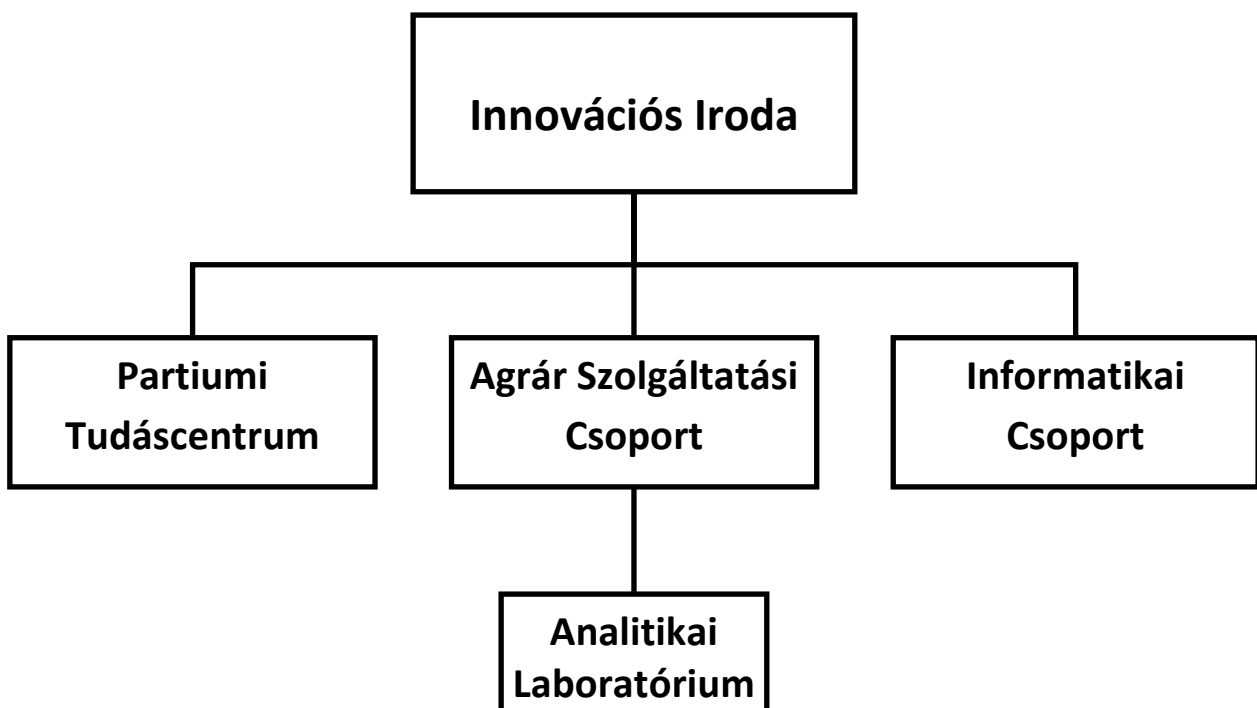 Innovációs Iroda
Partiumi
Tudáscentrum
Agrár Szolgáltatási
Csoport
Informatikai
Csoport
Analitikai
Laboratórium